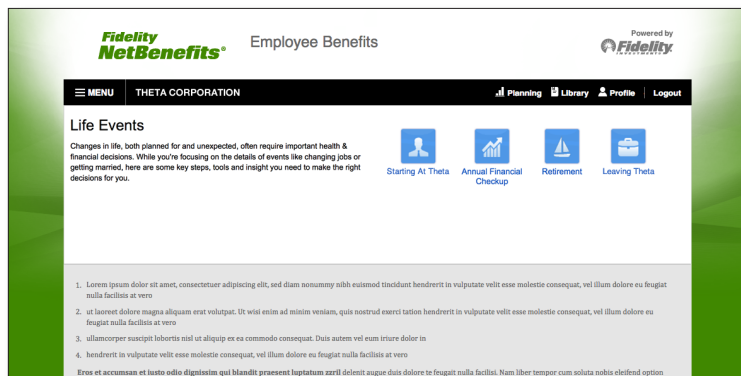 Fidelity
NetBenefits®
Employee Benefits
Powered by
Fidelity
INVESTMENTS
MENU
THETA CORPORATION
Planning
Library
Profile
Logout
Life Events
Changes in life, both planned for and unexpected, often require important health &
financial decisions. While you're focusing on the details of events like changing jobs or
getting married, here are some key steps, tools and insight you need to make the right
decisions for you.
Starting At Theta
Annual Financial
Checkup
Retirement
Leaving Theta
1. Lorem ipsum dolor sit amet, consectetuer adipiscing elit, sed diam nonummy nibh euismod tincidunt hendrerit in vulputate velit esse molestie consequat, vel illum dolore eu feugiat
nulla facilisis at vero
2. ut laoreet dolore magna aliquam erat volutpat. Ut wisi enim ad minim veniam, quis nostrud exerci tation hendrerit in vulputate velit esse molestie consequat, vel illum dolore eu
feugiat nulla facilisis at vero
3. ullamcorper suscipit lobortis nisl ut aliquip ex ea commodo consequat. Duis autem vel eum iriure dolor in
4. hendrerit in vulputate velit esse molestie consequat, vel illum dolore eu feugiat nulla facilisis at vero
Eros et accumsan et iusto odio dignissim qui blandit praesent luptatum zzril delenit augue duis dolore te feugait nulla facilisi. Nam liber tempor cum soluta nobis eleifend option